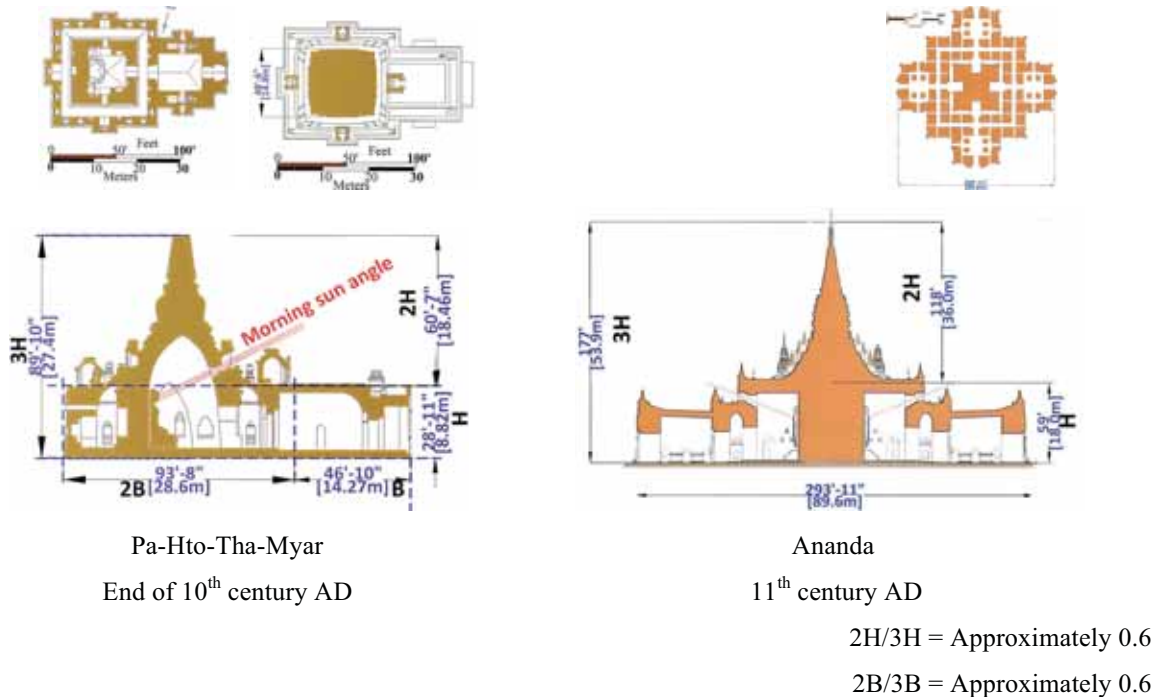 0 50' Feet 100'
0 10 20 30
Meters
0 50' Feet 100'
0 10 20 30
Meters
3H
89'-10"
[27.4m]
Morning sun angle
2H
60'-7"
[18.46m]
28'-11"
[8.82m]
H
93'-8"
2B [28.6m]
46'-10"
[14.27m] B
177'
[53.9m]
3H
2H
118'
[36.0m]
59'
[18.0m]
H
293'-11"
[89.6m]
Pa-Hto-Tha-Myar
End of 10th century AD
Ananda
11th century AD
2H/3H = Approximately 0.6
2B/3B = Approximately 0.6